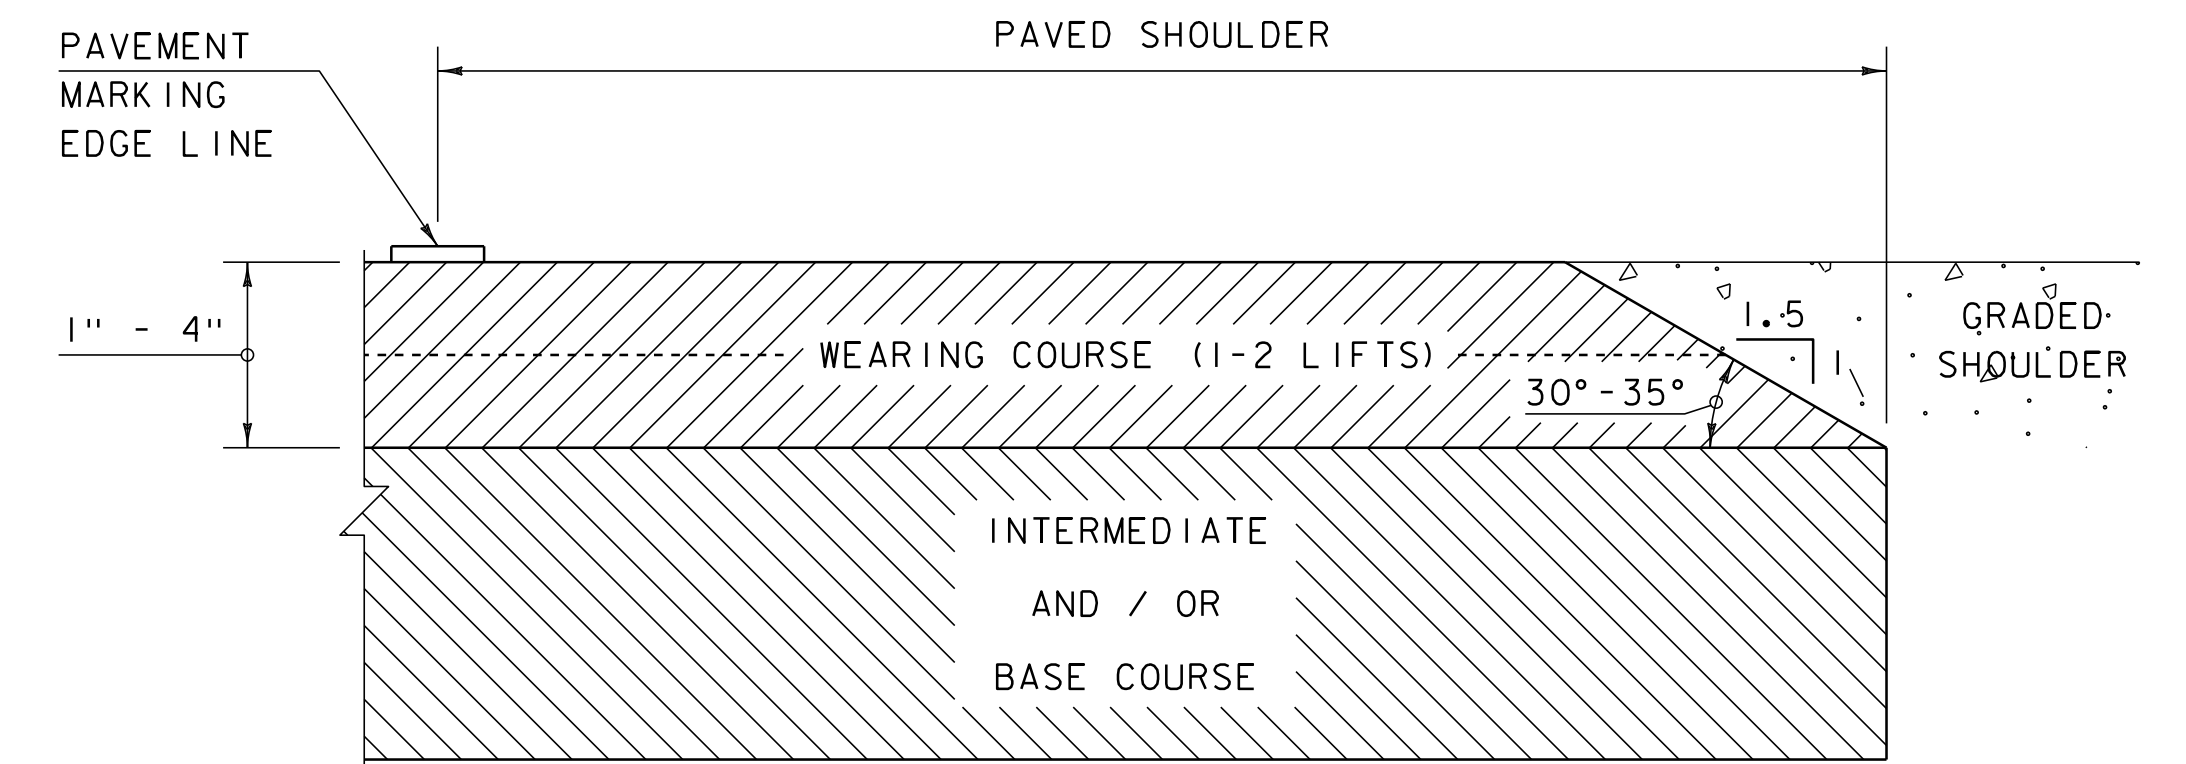 PAVED SHOULDER
PAVEMENT
MARKING
EDGE LINE
1" - 4"
WEARING COURSE (1-2 LIFTS)
30°-35°
1.5
1
GRADED
SHOULDER
INTERMEDIATE
AND / OR
BASE COURSE